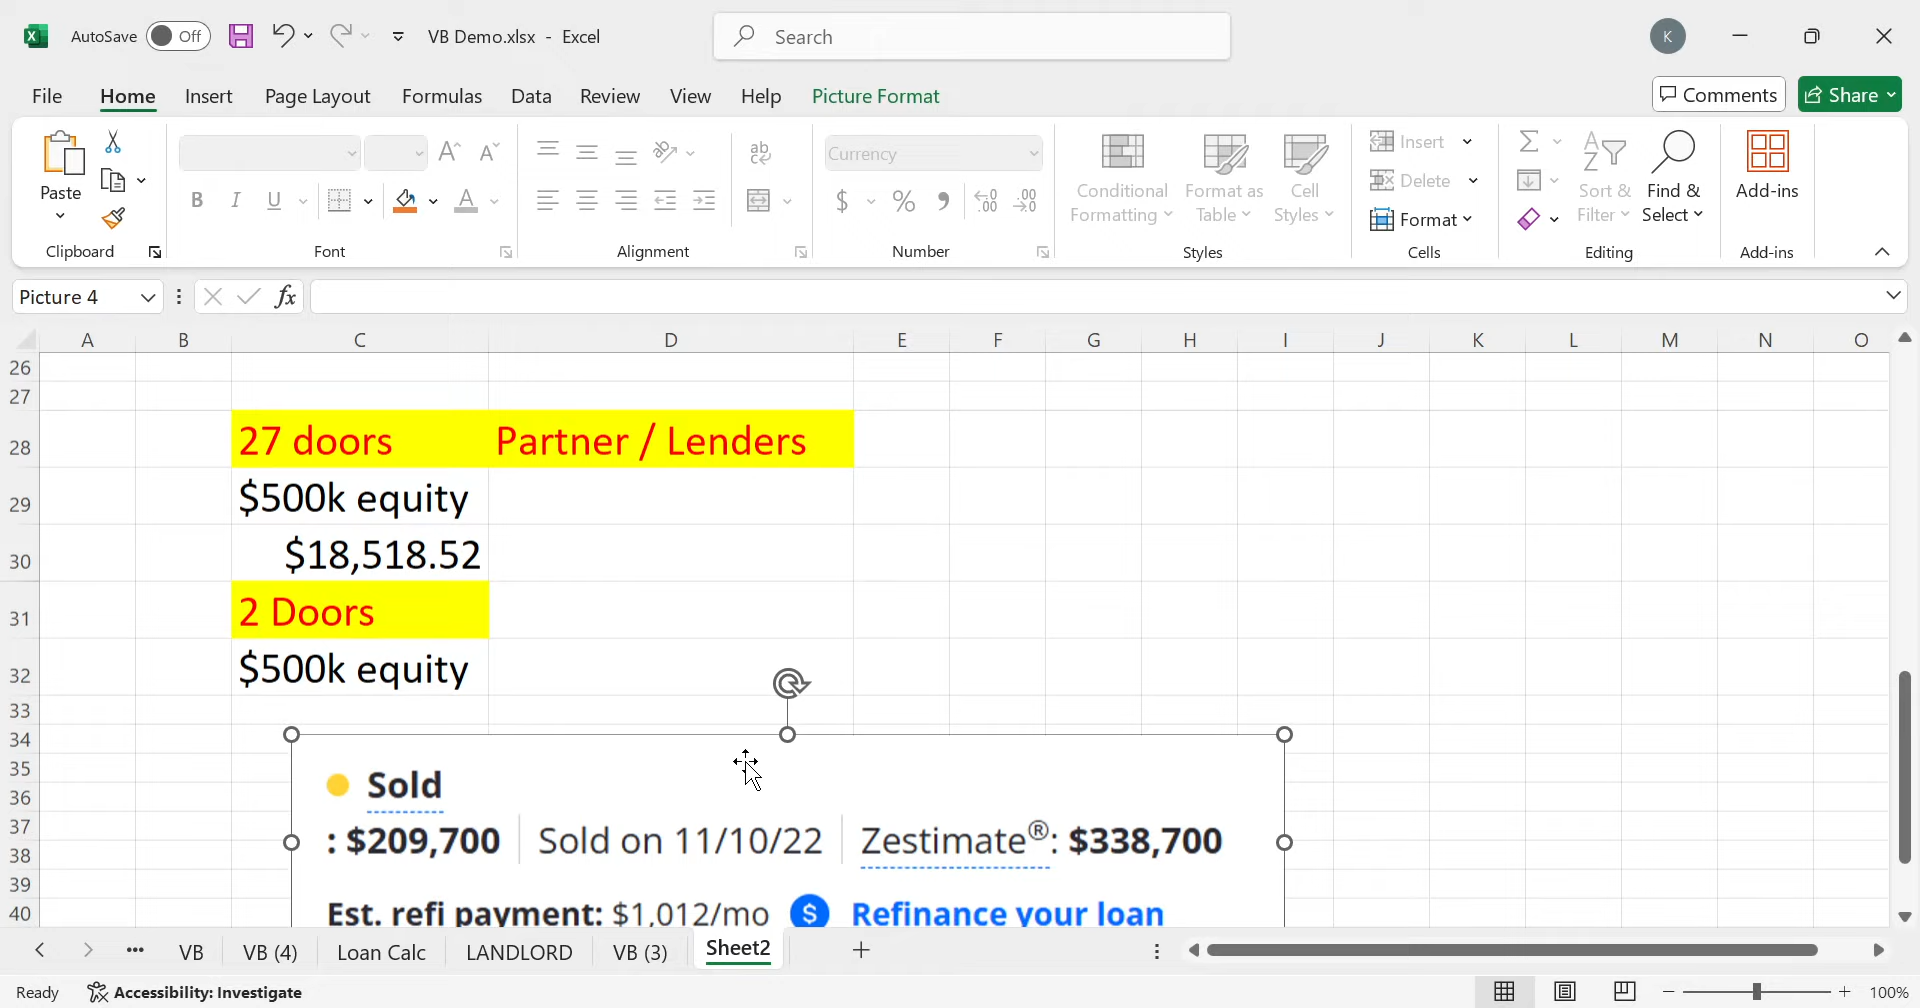 AutoSave Off VB Demo.xlsx - Excel Search K
File Home Insert Page Layout Formulas Data Review View Help Picture Format Comments Share
Paste
Clipboard
B I U
Font
Alignment
Currency
$ % 9 .00
Number
Conditional Formatting
Format as Table
Cell Styles
Styles
Insert
Delete
Format
Cells
Sort & Filter
Find & Select
Editing
Add-ins
Add-ins
Picture 4 fx
A B C D E F G H I J K L M N O
26
27
28 27 doors Partner / Lenders
29 $500k equity
30 $18,518.52
31 2 Doors
32 $500k equity
33
34
35
36 Sold
37
38 : $209,700 Sold on 11/10/22 Zestimate®: $338,700
39
40 Est. refi payment: $1,012/mo $ Refinance your loan
VB VB (4) Loan Calc LANDLORD VB (3) Sheet2
Ready Accessibility: Investigate 100%